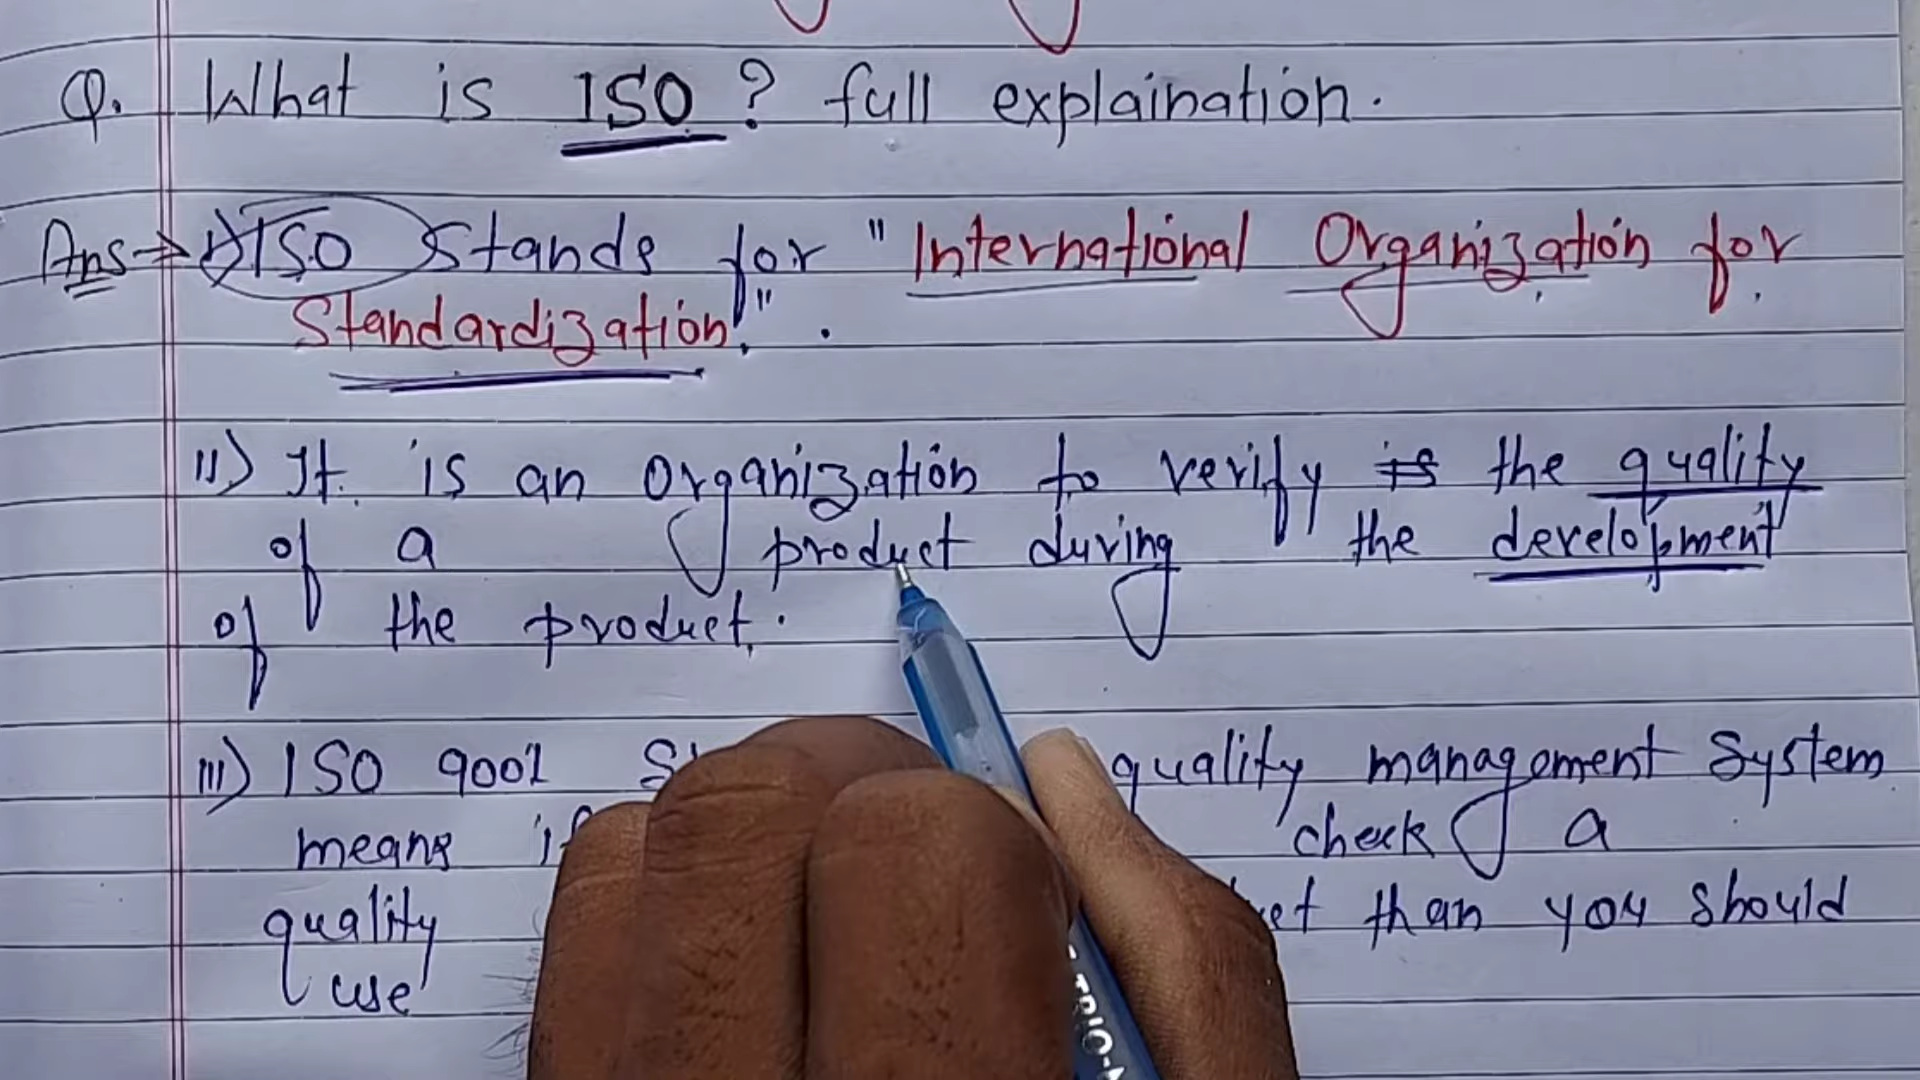 Q. What is ISO? full explaination.
Ans→ I) ISO Stands for "International Organization for
Standardization." .
II) It is an organization to verify is the quality
of a product during the development
of the product.
III) ISO 9001 quality management System
means check a
quality than you should
use